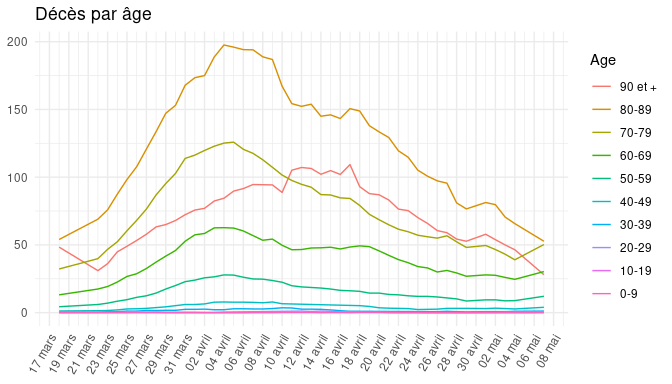 Décès par âge
200
150
100
50
0
17 mars
19 mars
21 mars
23 mars
25 mars
27 mars
29 mars
31 mars
02 avril
04 avril
06 avril
08 avril
10 avril
12 avril
14 avril
16 avril
18 avril
20 avril
22 avril
24 avril
26 avril
28 avril
30 avril
02 mai
04 mai
06 mai
08 mai
Age
90 et +
80-89
70-79
60-69
50-59
40-49
30-39
20-29
10-19
0-9